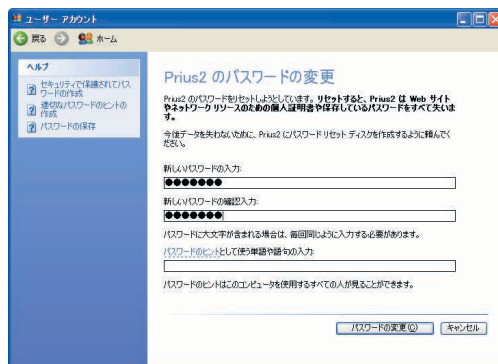 ユーザー アカウント
戻る ホーム
ヘルプ
セキュリティで保護されてパス
ワードの作成
適切なパスワードのヒントの
作成
パスワードの保存
Prius2 のパスワードの変更
Prius2 のパスワードをリセットしようとしています。リセットすると、Prius2 は Web サイト
やネットワーク リソースのための個人証明書や保存しているパスワードをすべて失いま
す。
今後データを失わないために、Prius2 にパスワード リセット ディスクを作成するように頼んでく
ださい。
新しいパスワードの入力:
●●●●●●●
新しいパスワードの確認入力:
●●●●●●●
パスワードに大文字が含まれる場合は、毎回同じように入力する必要があります。
パスワードのヒントとして使う単語や語句の入力:
パスワードのヒントはこのコンピュータを使用するすべての人が見ることができます。
パスワードの変更(C) キャンセル